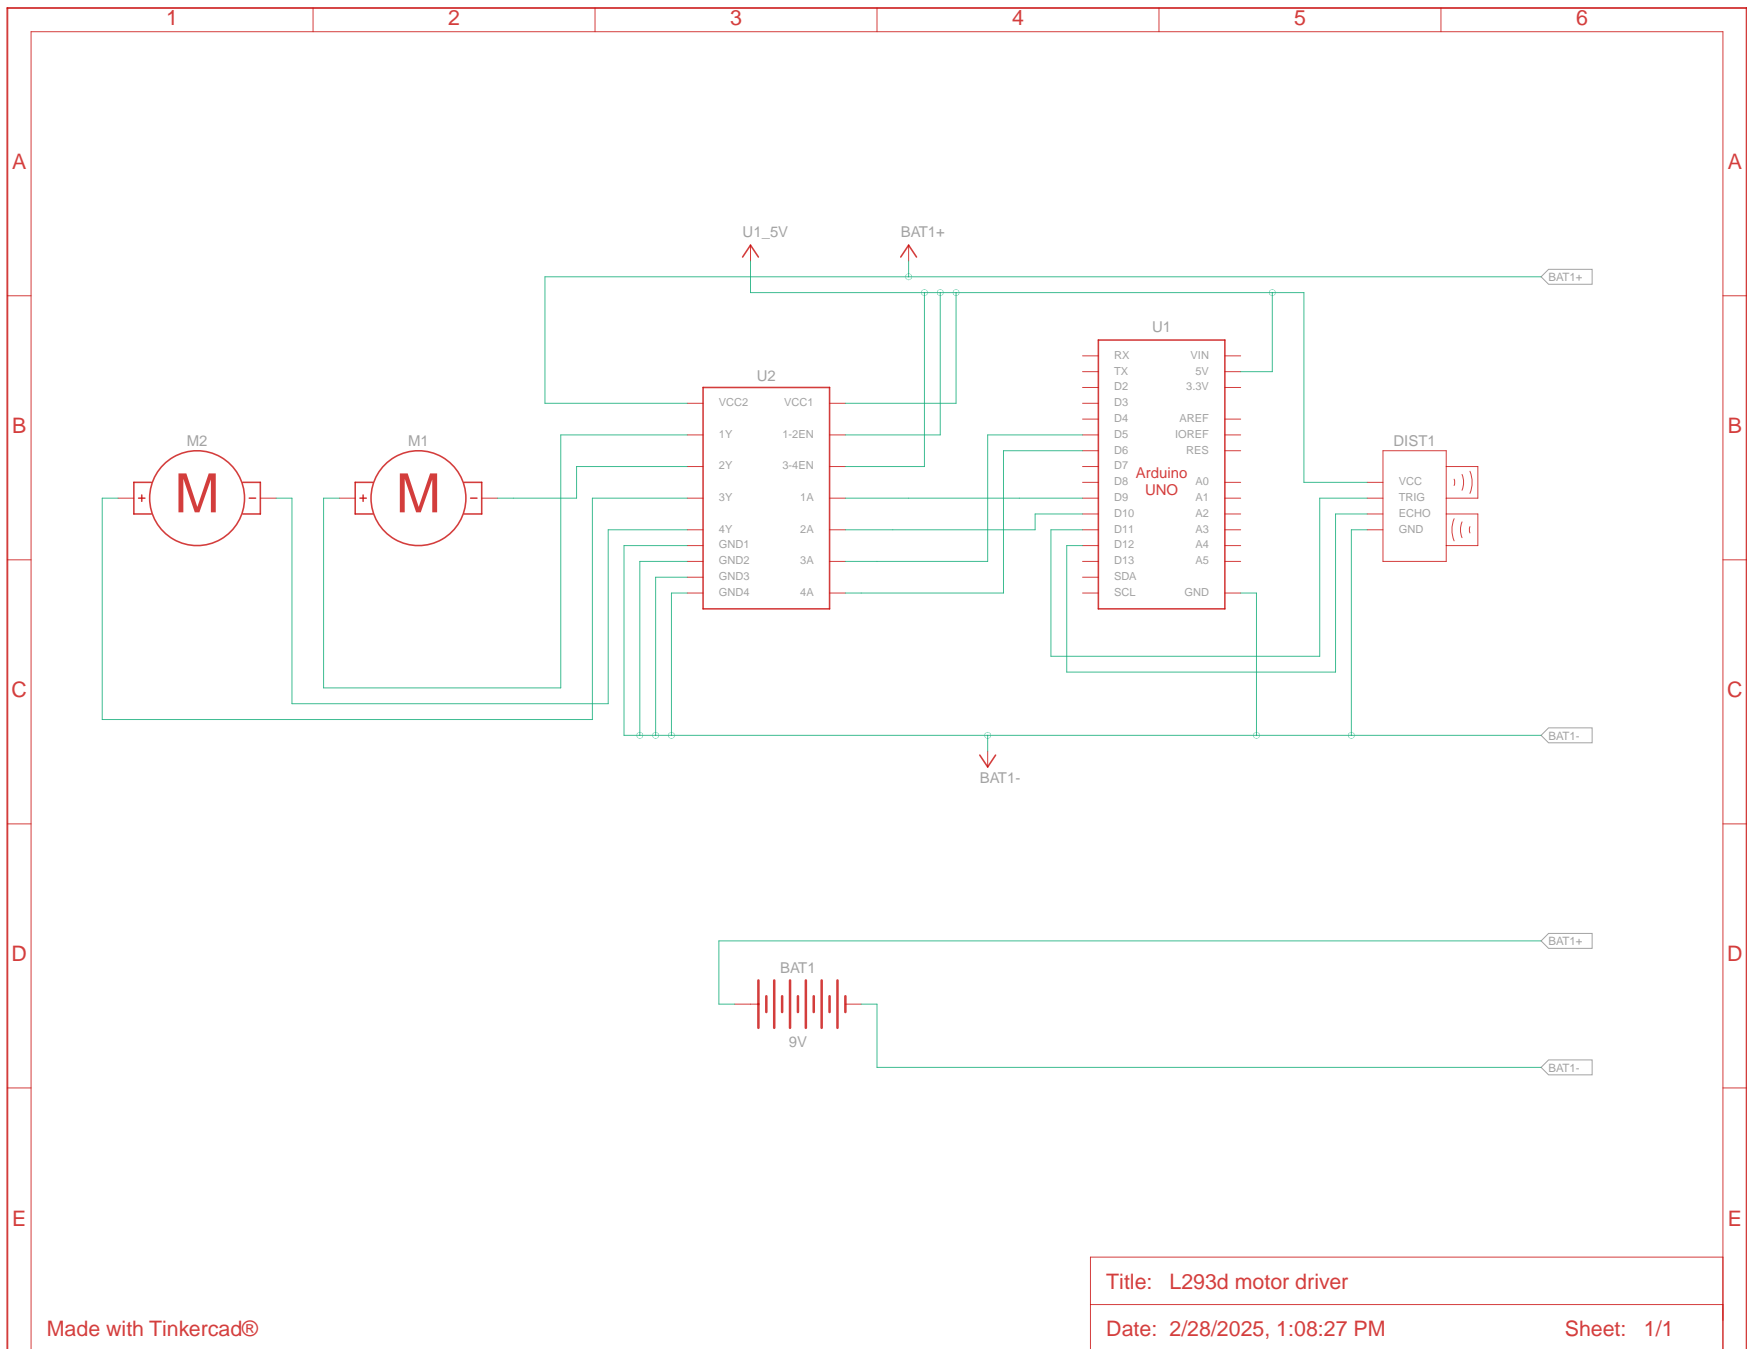 1 2 3 4 5 6
A A
U1_5V BAT1+
BAT1+
U1
RX VIN
TX 5V
D2 3.3V
D3
D4 AREF
D5 IOREF
D6 RES
D7
Arduino
UNO
D8 A0
D9 A1
D10 A2
D11 A3
D12 A4
D13 A5
SDA
SCL GND
U2
VCC2 VCC1
1Y 1-2EN
2Y 3-4EN
3Y 1A
4Y 2A
GND1
GND2 3A
GND3
GND4 4A
B B
M2 M1
+ M - + M -
DIST1
VCC
TRIG
ECHO
GND
C C
BAT1-
BAT1-
D D
BAT1+
BAT1
9V
BAT1-
E E
Title: L293d motor driver
Made with Tinkercad®
Date: 2/28/2025, 1:08:27 PM Sheet: 1/1